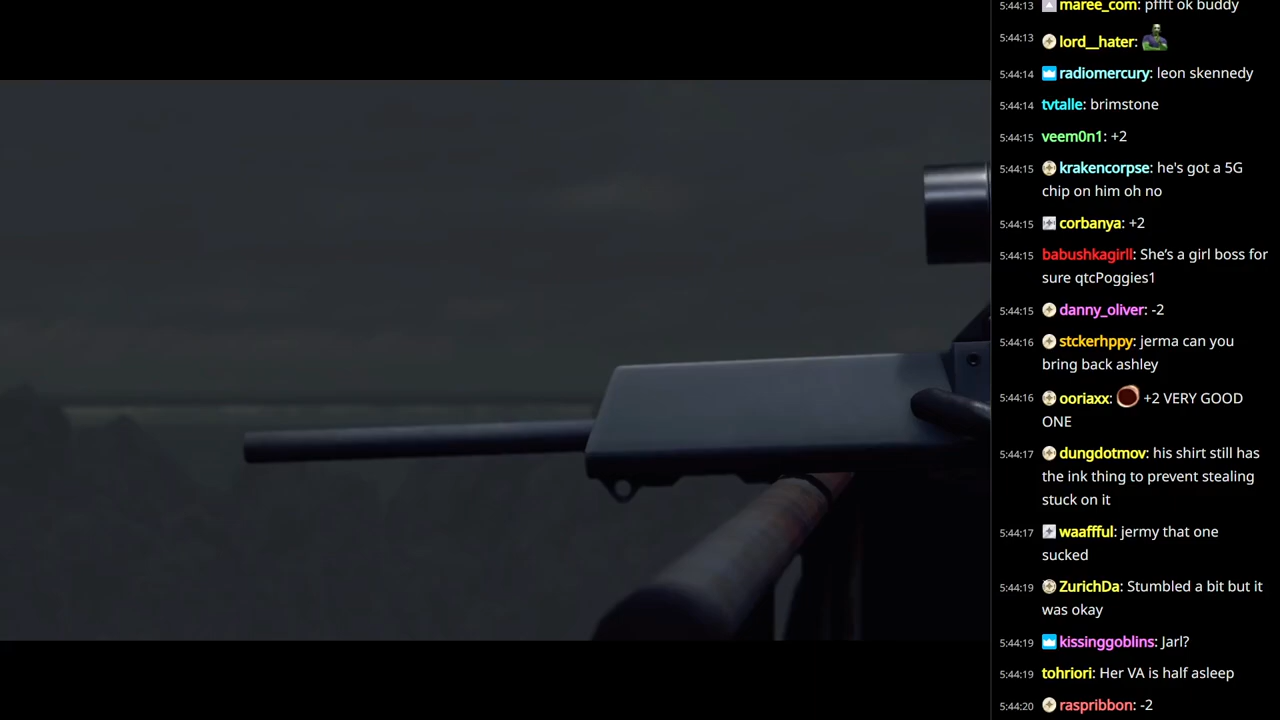 5:44:13 maree_com: pffft ok buddy
5:44:13 lord__hater:
5:44:14 radiomercury: leon skennedy
5:44:14 tvtalle: brimstone
5:44:15 veem0n1: +2
5:44:15 krakencorpse: he's got a 5G
chip on him oh no
5:44:15 corbanya: +2
5:44:15 babushkagirll: She's a girl boss for
sure qtcPoggies1
5:44:15 danny_oliver: -2
5:44:16 stckerhppy: jerma can you
bring back ashley
5:44:16 ooriaxx: +2 VERY GOOD
ONE
5:44:17 dungdotmov: his shirt still has
the ink thing to prevent stealing
stuck on it
5:44:17 waaffful: jermy that one
sucked
5:44:19 ZurichDa: Stumbled a bit but it
was okay
5:44:19 kissinggoblins: Jarl?
5:44:19 tohriori: Her VA is half asleep
5:44:20 raspribbon: -2